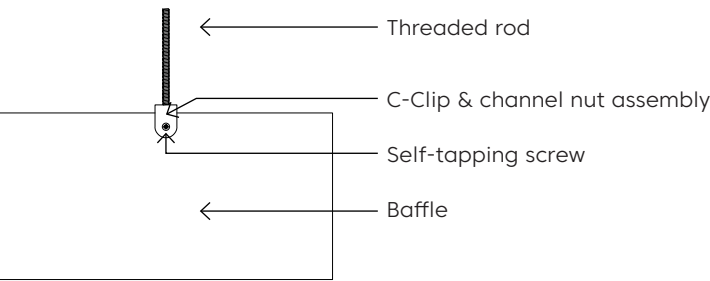 Threaded rod
C-Clip & channel nut assembly
Self-tapping screw
Baffle